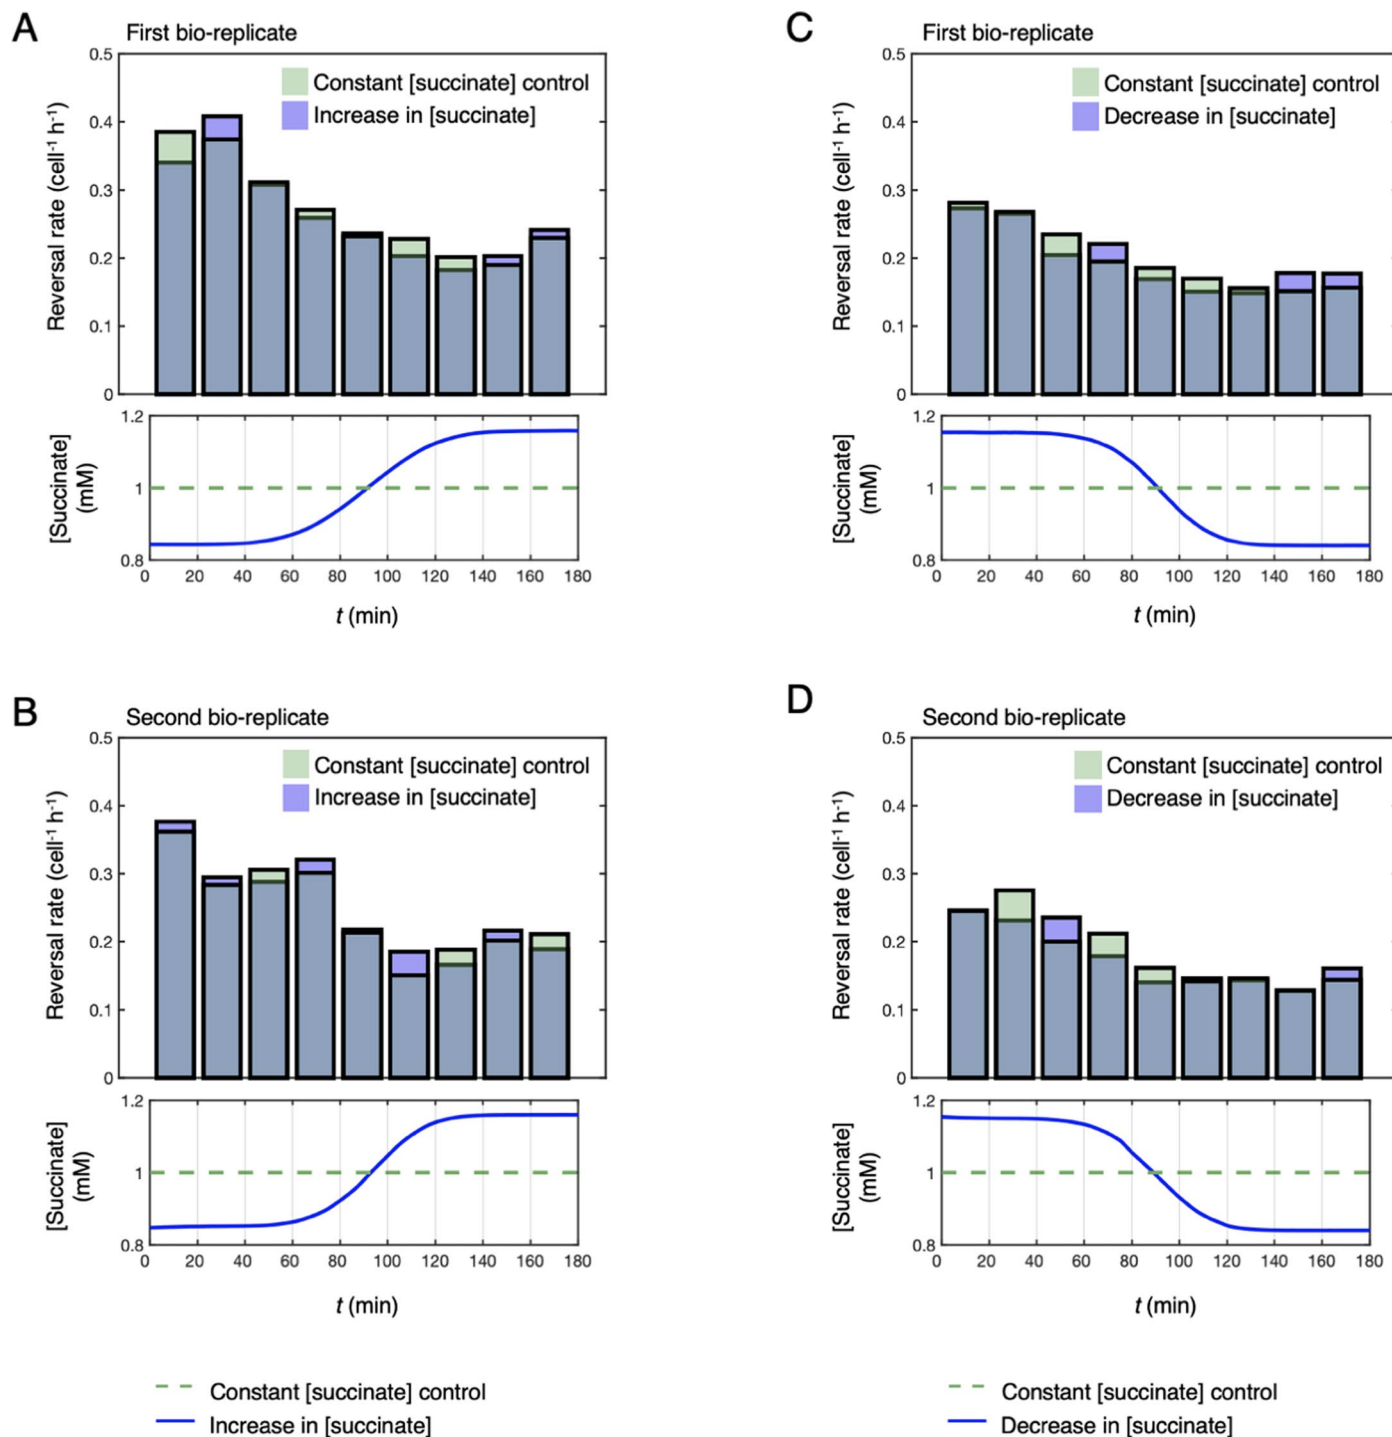 A
First bio-replicate
0.5
0.4
0.3
0.2
0.1
0
Reversal rate (cell⁻¹ h⁻¹)
Constant [succinate] control
Increase in [succinate]
1.2
1
0.8
[Succinate]
(mM)
0 20 40 60 80 100 120 140 160 180
t (min)
C
First bio-replicate
0.5
0.4
0.3
0.2
0.1
0
Reversal rate (cell⁻¹ h⁻¹)
Constant [succinate] control
Decrease in [succinate]
1.2
1
0.8
[Succinate]
(mM)
0 20 40 60 80 100 120 140 160 180
t (min)
B
Second bio-replicate
0.5
0.4
0.3
0.2
0.1
0
Reversal rate (cell⁻¹ h⁻¹)
Constant [succinate] control
Increase in [succinate]
1.2
1
0.8
[Succinate]
(mM)
0 20 40 60 80 100 120 140 160 180
t (min)
Constant [succinate] control
Increase in [succinate]
D
Second bio-replicate
0.5
0.4
0.3
0.2
0.1
0
Reversal rate (cell⁻¹ h⁻¹)
Constant [succinate] control
Decrease in [succinate]
1.2
1
0.8
[Succinate]
(mM)
0 20 40 60 80 100 120 140 160 180
t (min)
Constant [succinate] control
Decrease in [succinate]